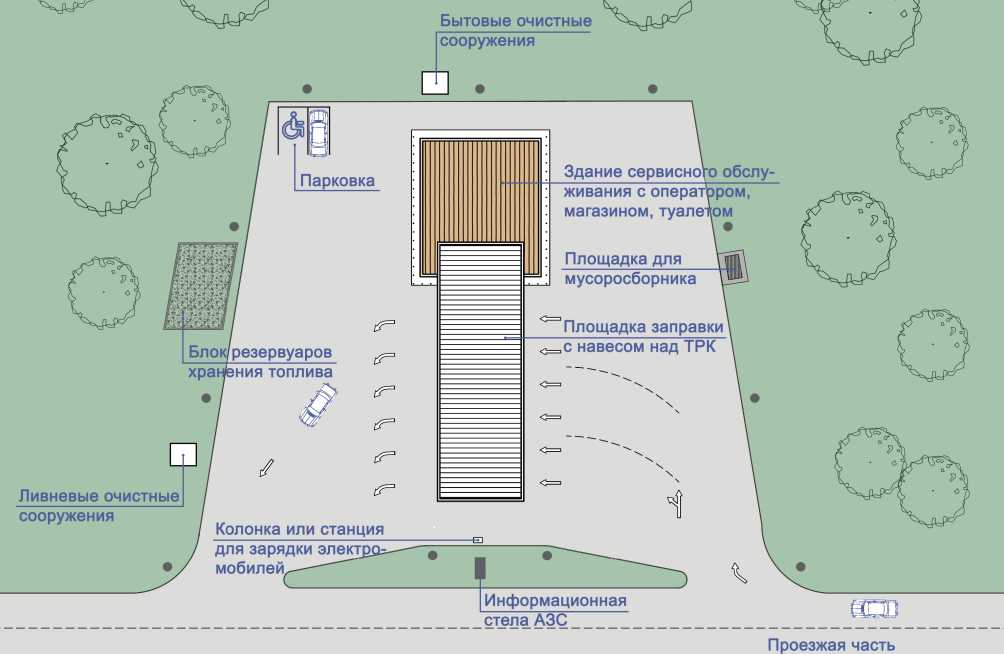 Бытовые очистные
сооружения
Парковка
Здание сервисного обслу-
живания с оператором,
магазином, туалетом
Площадка для
мусоросборника
Площадка заправки
с навесом над ТРК
Блок резервуаров
хранения топлива
Ливневые очистные
сооружения
Колонка или станция
для зарядки электро-
мобилей
Информационная
стела АЗС
Проезжая часть